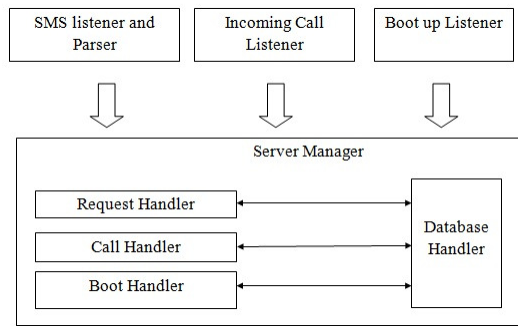 SMS listener and
Parser
Incoming Call
Listener
Boot up Listener
Server Manager
Request Handler
Call Handler
Boot Handler
Database
Handler